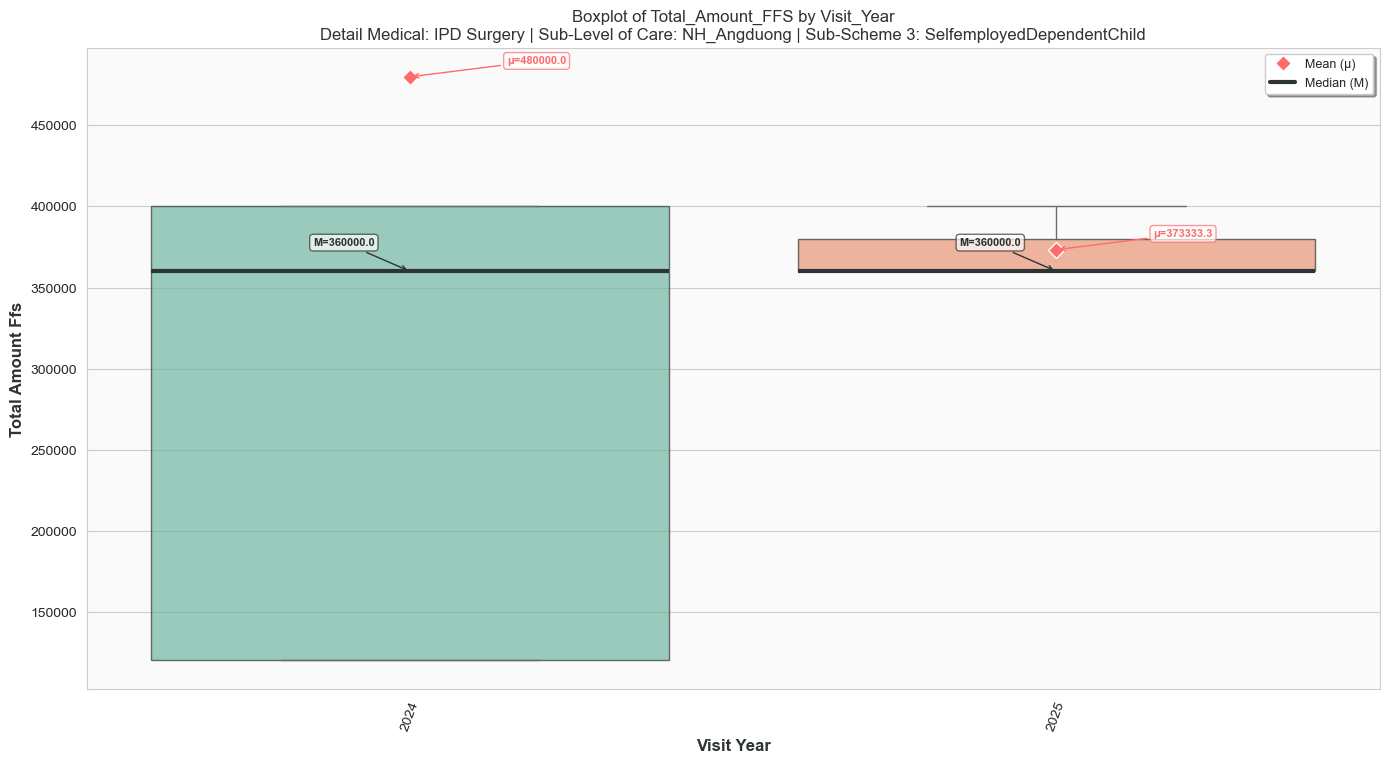 Boxplot of Total_Amount_FFS by Visit_Year
Detail Medical: IPD Surgery | Sub-Level of Care: NH_Angduong | Sub-Scheme 3: SelfemployedDependentChild
μ=480000.0
Mean (μ)
Median (M)
450000
400000
M=360000.0
M=360000.0
μ=373333.3
350000
300000
250000
200000
150000
Total Amount Ffs
2024
2025
Visit Year